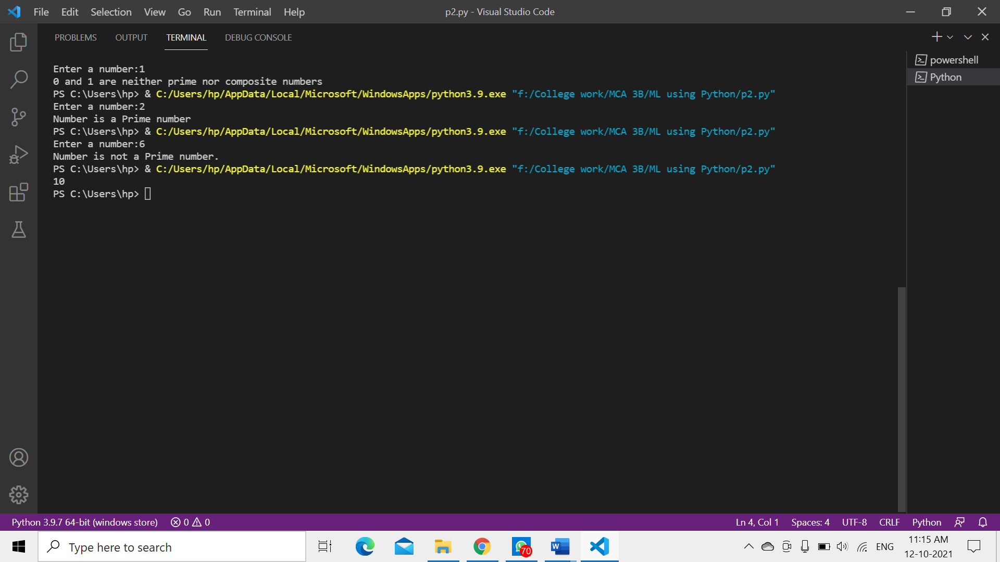 File Edit Selection View Go Run Terminal Help p2.py - Visual Studio Code
PROBLEMS OUTPUT TERMINAL DEBUG CONSOLE
powershell
Python
Enter a number:1
0 and 1 are neither prime nor composite numbers
PS C:\Users\hp> & C:/Users/hp/AppData/Local/Microsoft/WindowsApps/python3.9.exe "f:/College work/MCA 3B/ML using Python/p2.py"
Enter a number:2
Number is a Prime number
PS C:\Users\hp> & C:/Users/hp/AppData/Local/Microsoft/WindowsApps/python3.9.exe "f:/College work/MCA 3B/ML using Python/p2.py"
Enter a number:6
Number is not a Prime number.
PS C:\Users\hp> & C:/Users/hp/AppData/Local/Microsoft/WindowsApps/python3.9.exe "f:/College work/MCA 3B/ML using Python/p2.py"
10
PS C:\Users\hp>
Python 3.9.7 64-bit (windows store) 0 0 Ln 4, Col 1 Spaces: 4 UTF-8 CRLF Python
Type here to search 70 W ENG 11:15 AM
12-10-2021